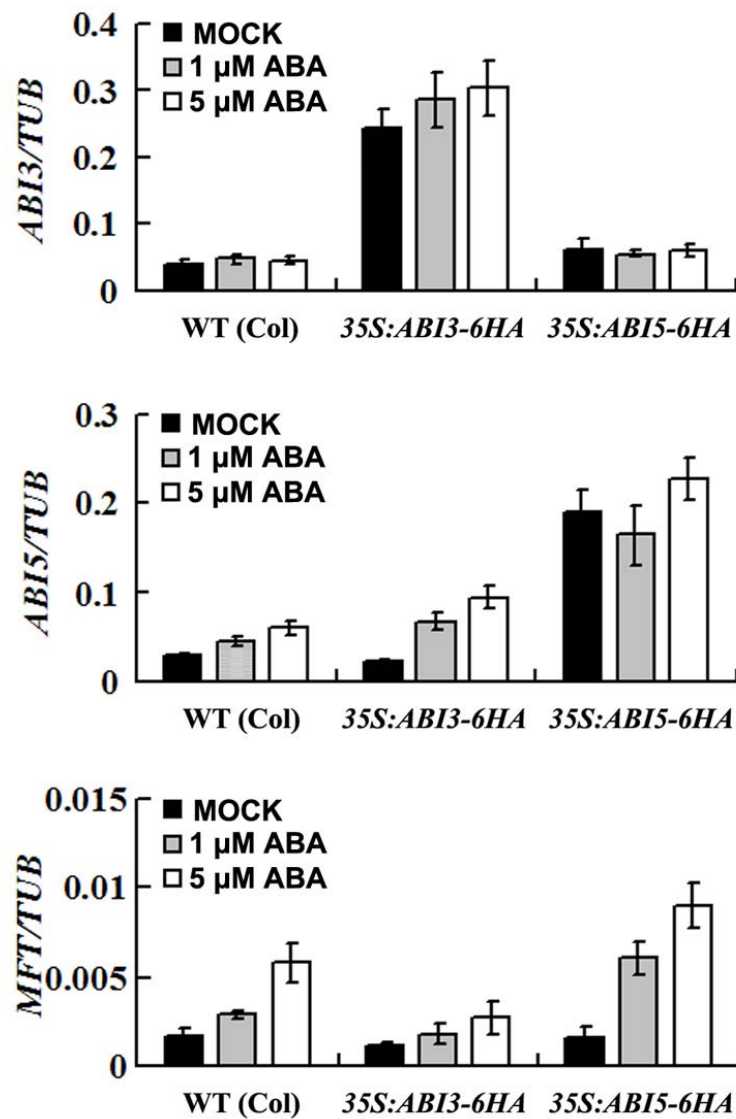 ABI3/TUB
0.4
0.3
0.2
0.1
0
MOCK
1 µM ABA
5 µM ABA
WT (Col) 35S:ABI3-6HA 35S:ABI5-6HA
ABI5/TUB
0.3
0.2
0.1
0
MOCK
1 µM ABA
5 µM ABA
WT (Col) 35S:ABI3-6HA 35S:ABI5-6HA
MFT/TUB
0.015
0.01
0.005
0
MOCK
1 µM ABA
5 µM ABA
WT (Col) 35S:ABI3-6HA 35S:ABI5-6HA